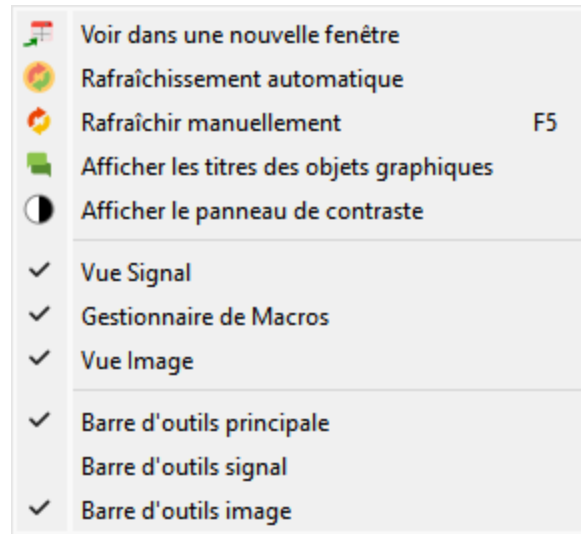 Voir dans une nouvelle fenêtre
Rafraîchissement automatique
Rafraîchir manuellement F5
Afficher les titres des objets graphiques
Afficher le panneau de contraste
Vue Signal
Gestionnaire de Macros
Vue Image
Barre d'outils principale
Barre d'outils signal
Barre d'outils image